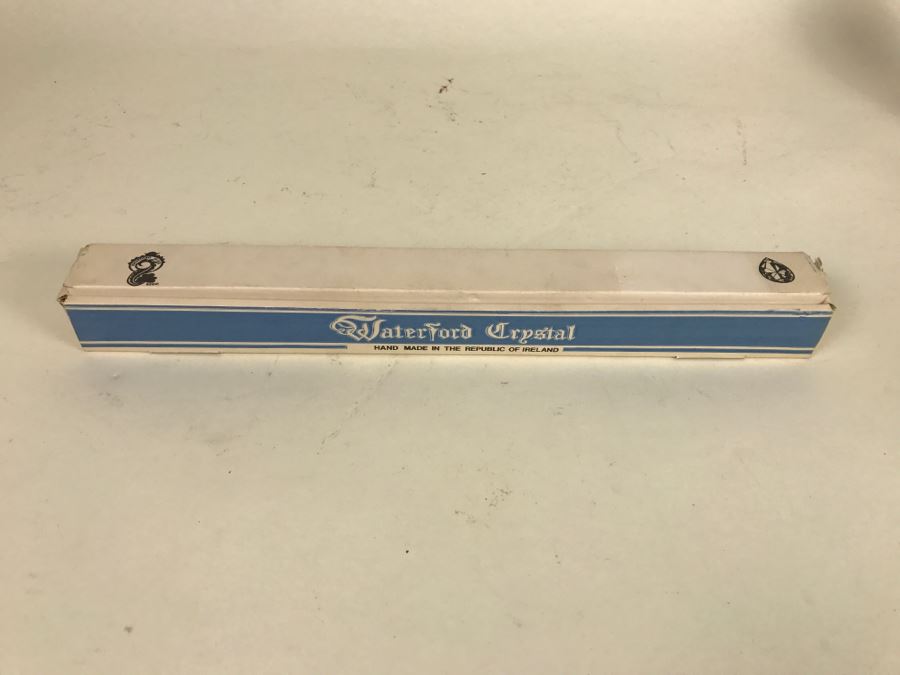 Waterford Crystal
HAND MADE IN THE REPUBLIC OF IRELAND